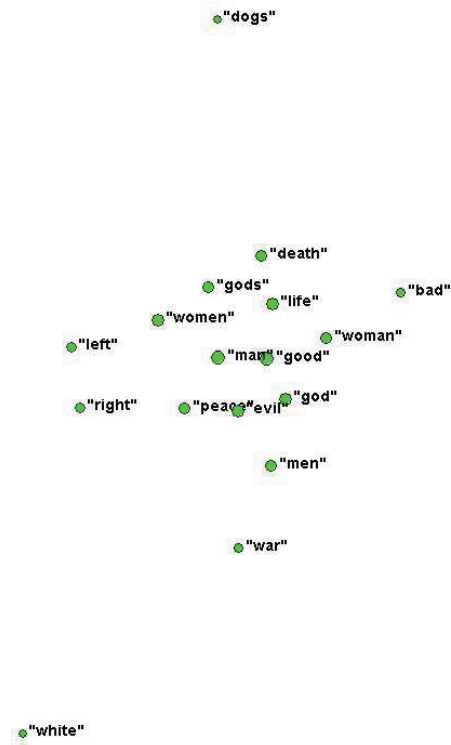 "dogs"
"death"
"gods"
"bad"
"life"
"women"
"woman"
"left"
"man"
"good"
"god"
"right"
"peace"
"evil"
"men"
"war"
"white"